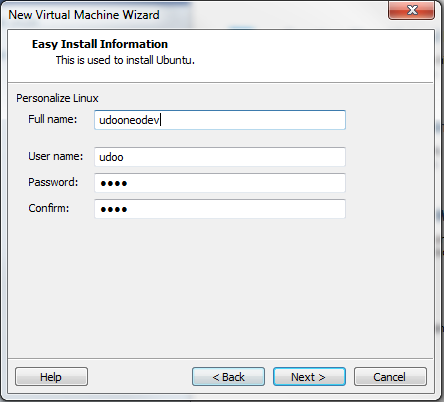 New Virtual Machine Wizard
Easy Install Information
This is used to install Ubuntu.
Personalize Linux
Full name: udooneodev
User name: udoo
Password: ●●●●
Confirm: ●●●●
Help < Back Next > Cancel